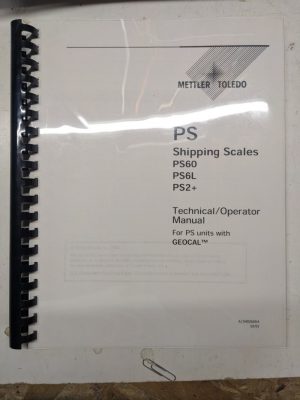 METTLER TOLEDO
PS
Shipping Scales
PS60
PS6L
PS2+
Technical/Operator
Manual
For PS units with
GEOCAL™